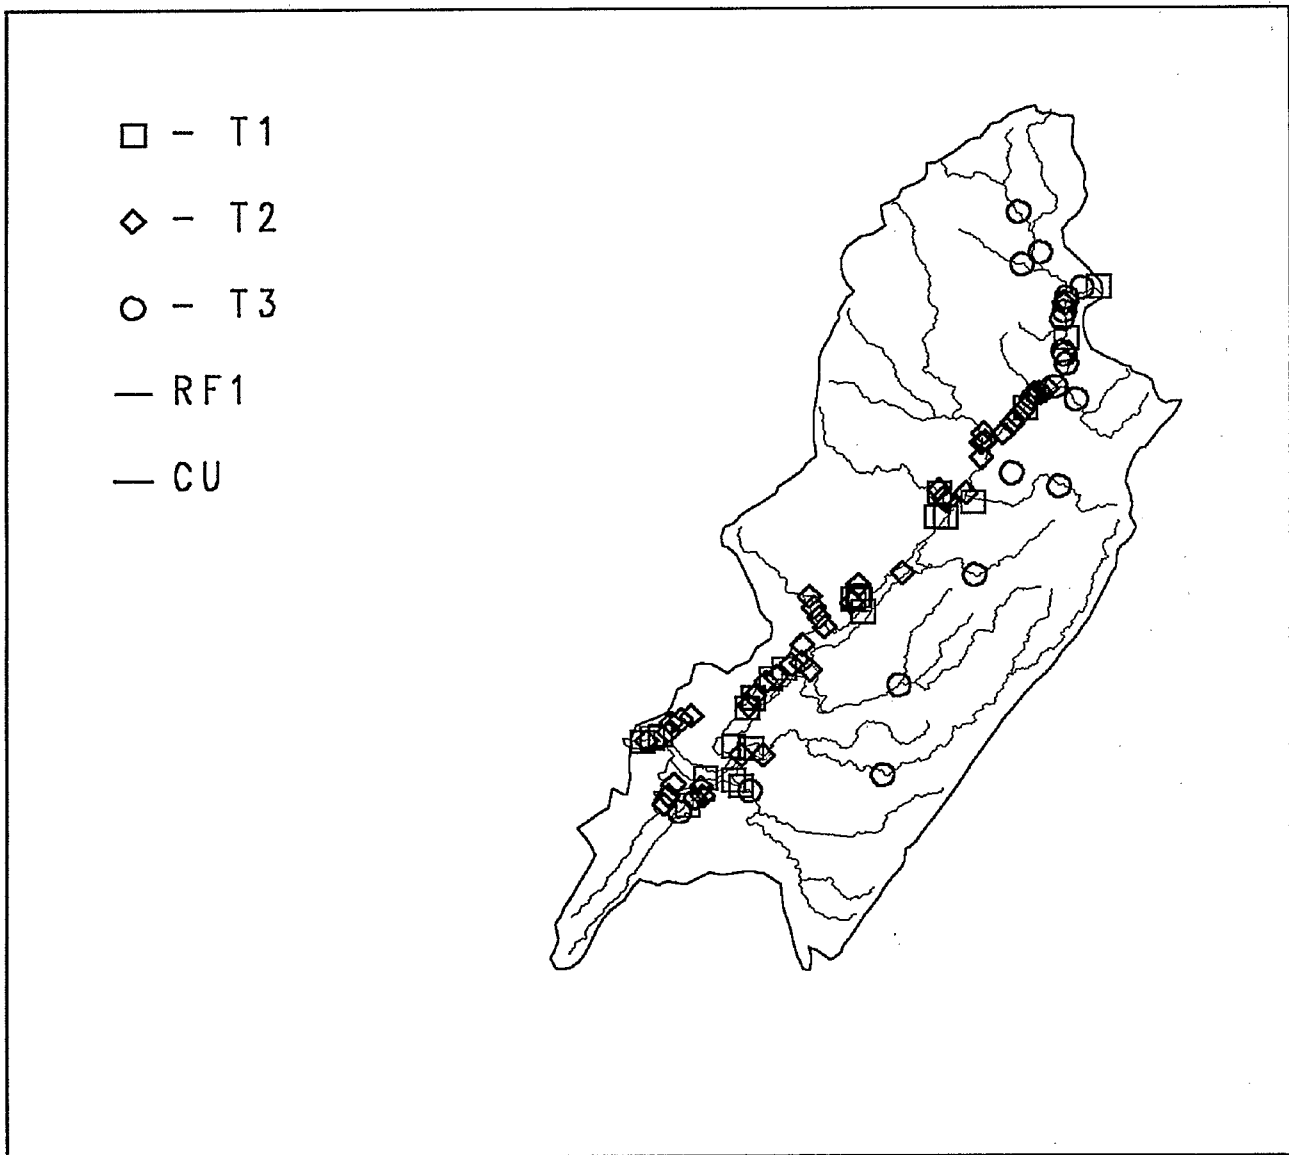 □ - T1
◇ - T2
○ - T3
— RF1
— CU